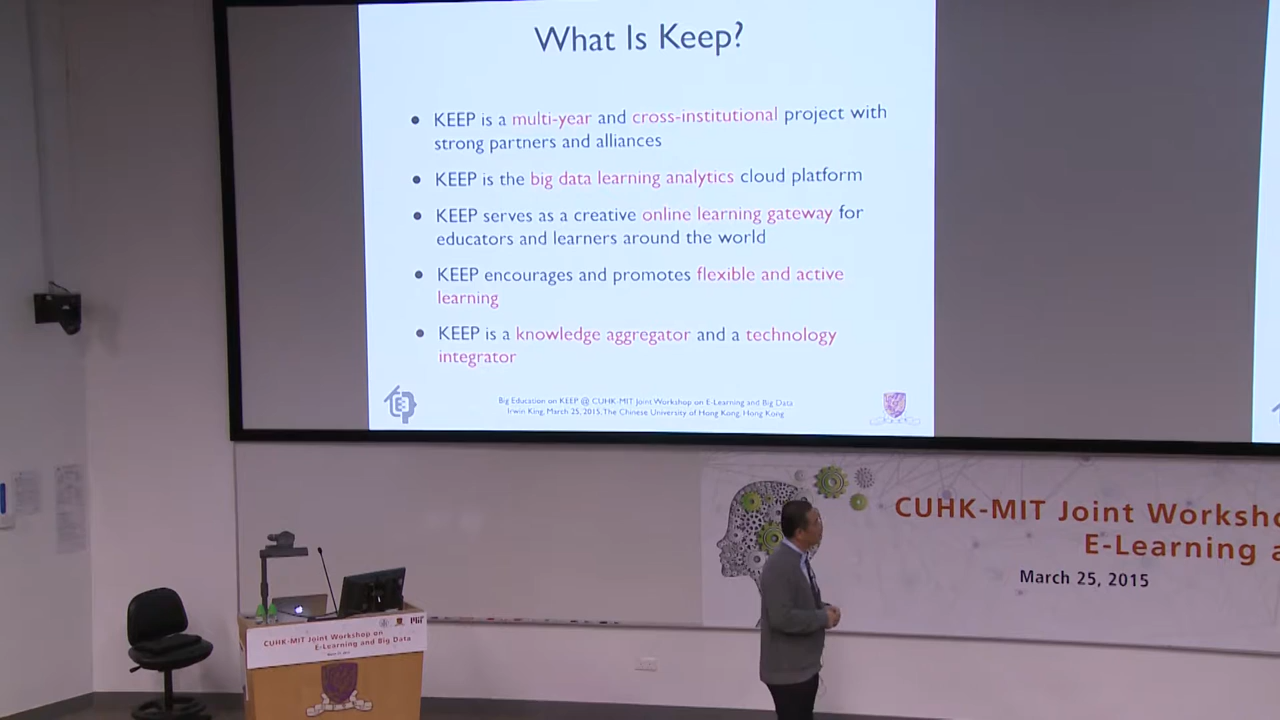 What Is Keep?
KEEP is a multi-year and cross-institutional project with
strong partners and alliances
KEEP is the big data learning analytics cloud platform
KEEP serves as a creative online learning gateway for
educators and learners around the world
KEEP encourages and promotes flexible and active
learning
KEEP is a knowledge aggregator and a technology
integrator
Big Education on KEEP @ CUHK-MIT Joint Workshop on E-Learning and Big Data
Irwin King, March 25, 2015, The Chinese University of Hong Kong, Hong Kong
CUHK-MIT Joint Worksho
E-Learning a
March 25, 2015
CUHK-MIT Joint Workshop on
E-Learning and Big Data